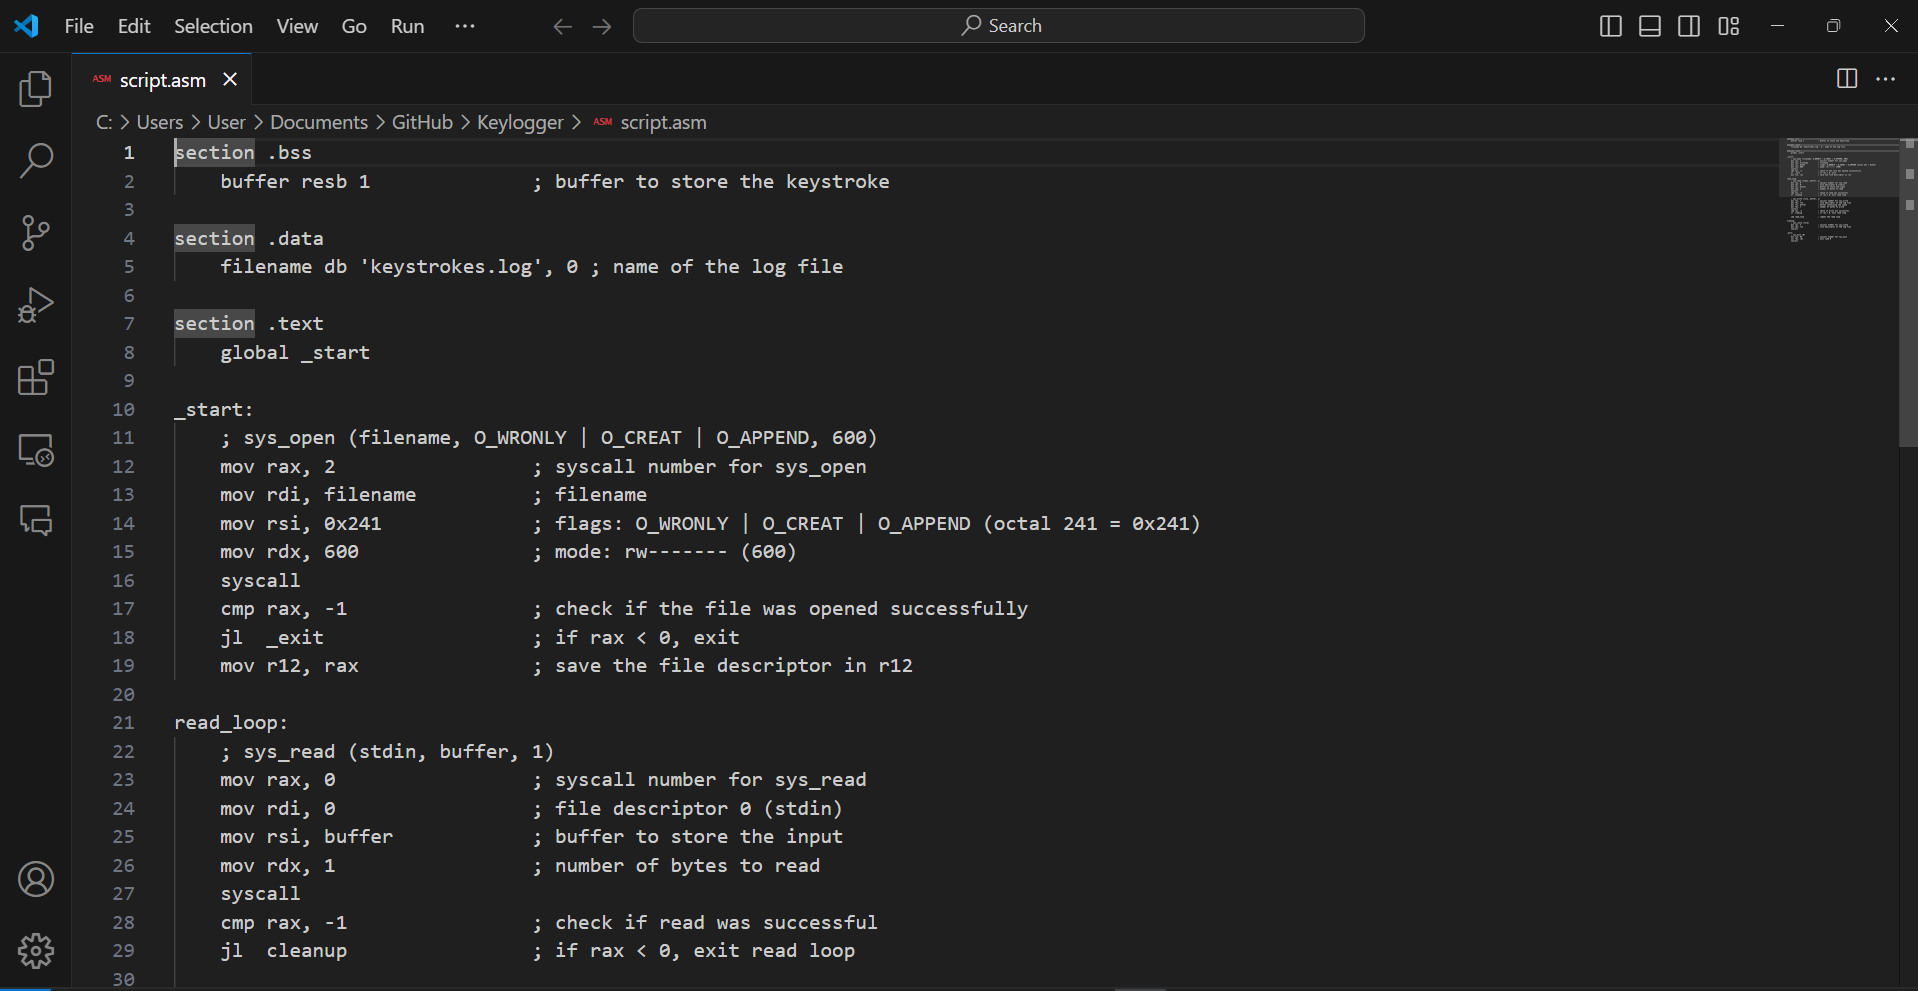 File Edit Selection View Go Run ··· Search
ASM script.asm
C: > Users > User > Documents > GitHub > Keylogger > ASM script.asm
1 section .bss
2 buffer resb 1 ; buffer to store the keystroke
3
4 section .data
5 filename db 'keystrokes.log', 0 ; name of the log file
6
7 section .text
8 global _start
9
10 _start:
11 ; sys_open (filename, O_WRONLY | O_CREAT | O_APPEND, 600)
12 mov rax, 2 ; syscall number for sys_open
13 mov rdi, filename ; filename
14 mov rsi, 0x241 ; flags: O_WRONLY | O_CREAT | O_APPEND (octal 241 = 0x241)
15 mov rdx, 600 ; mode: rw------- (600)
16 syscall
17 cmp rax, -1 ; check if the file was opened successfully
18 jl _exit ; if rax < 0, exit
19 mov r12, rax ; save the file descriptor in r12
20
21 read_loop:
22 ; sys_read (stdin, buffer, 1)
23 mov rax, 0 ; syscall number for sys_read
24 mov rdi, 0 ; file descriptor 0 (stdin)
25 mov rsi, buffer ; buffer to store the input
26 mov rdx, 1 ; number of bytes to read
27 syscall
28 cmp rax, -1 ; check if read was successful
29 jl cleanup ; if rax < 0, exit read loop
30